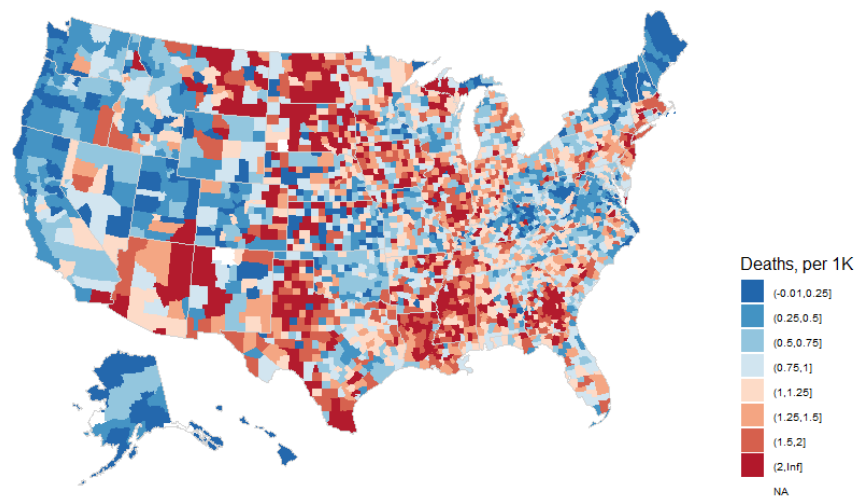 Deaths, per 1K
(-0.01,0.25]
(0.25,0.5]
(0.5,0.75]
(0.75,1]
(1,1.25]
(1.25,1.5]
(1.5,2]
(2,Inf]
NA